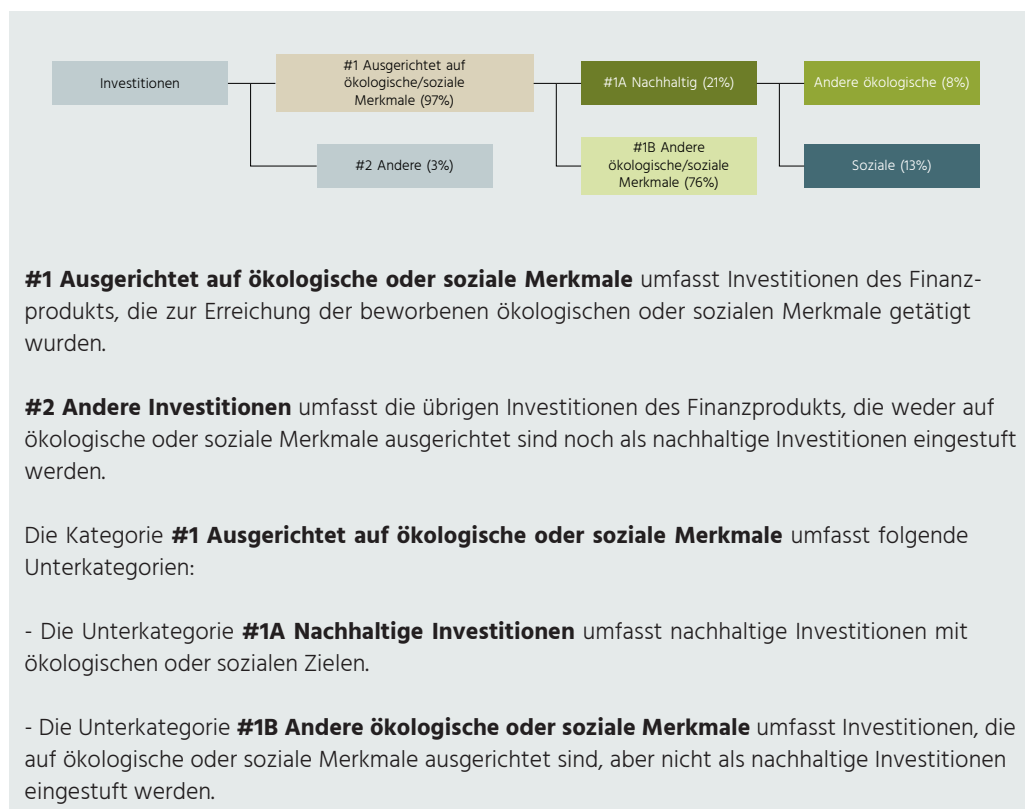 Investitionen
#1 Ausgerichtet auf
ökologische/soziale
Merkmale (97%)
#1A Nachhaltig (21%)
Andere ökologische (8%)
#2 Andere (3%)
#1B Andere
ökologische/soziale
Merkmale (76%)
Soziale (13%)
#1 Ausgerichtet auf ökologische oder soziale Merkmale umfasst Investitionen des Finanz-
produkts, die zur Erreichung der beworbenen ökologischen oder sozialen Merkmale getätigt
wurden.
#2 Andere Investitionen umfasst die übrigen Investitionen des Finanzprodukts, die weder auf
ökologische oder soziale Merkmale ausgerichtet sind noch als nachhaltige Investitionen eingestuft
werden.
Die Kategorie #1 Ausgerichtet auf ökologische oder soziale Merkmale umfasst folgende
Unterkategorien:
- Die Unterkategorie #1A Nachhaltige Investitionen umfasst nachhaltige Investitionen mit
ökologischen oder sozialen Zielen.
- Die Unterkategorie #1B Andere ökologische oder soziale Merkmale umfasst Investitionen, die
auf ökologische oder soziale Merkmale ausgerichtet sind, aber nicht als nachhaltige Investitionen
eingestuft werden.